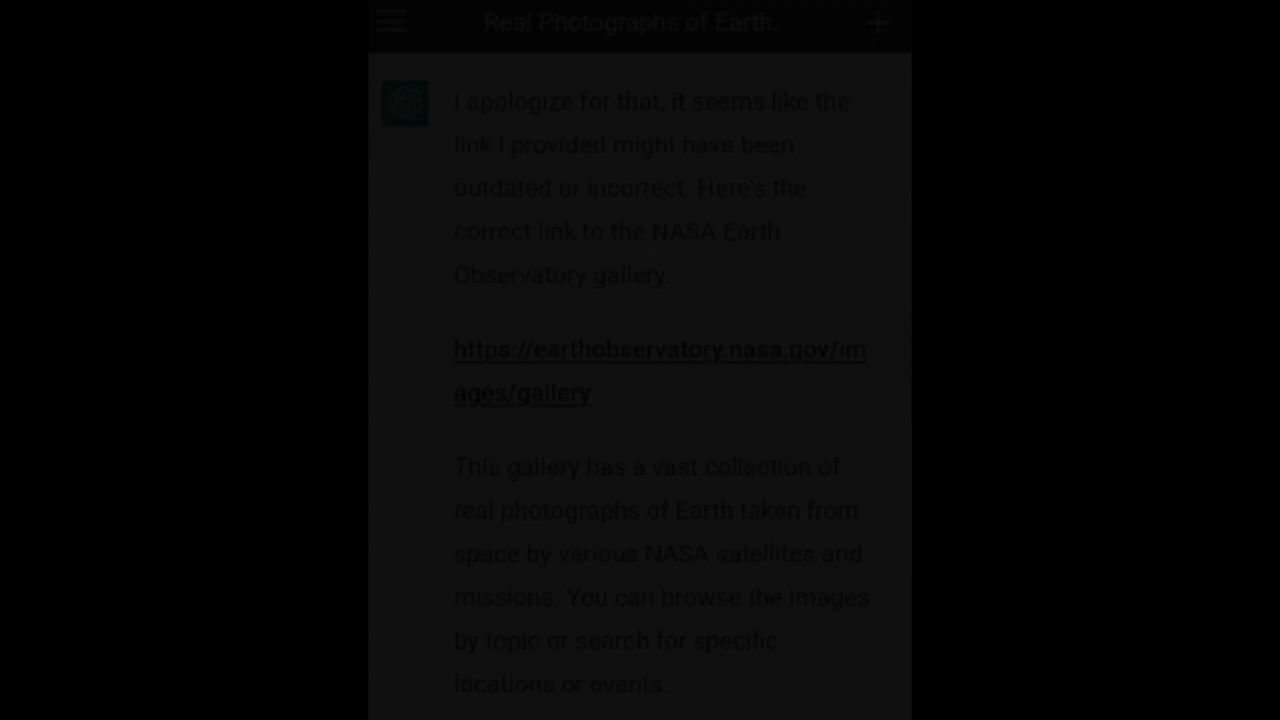 Real Photographs of Earth.
I apologize for that, it seems like the
link I provided might have been
outdated or incorrect. Here's the
correct link to the NASA Earth
Observatory gallery:
https://earthobservatory.nasa.gov/im
ages/gallery
This gallery has a vast collection of
real photographs of Earth taken from
space by various NASA satellites and
missions. You can browse the images
by topic or search for specific
locations or events.